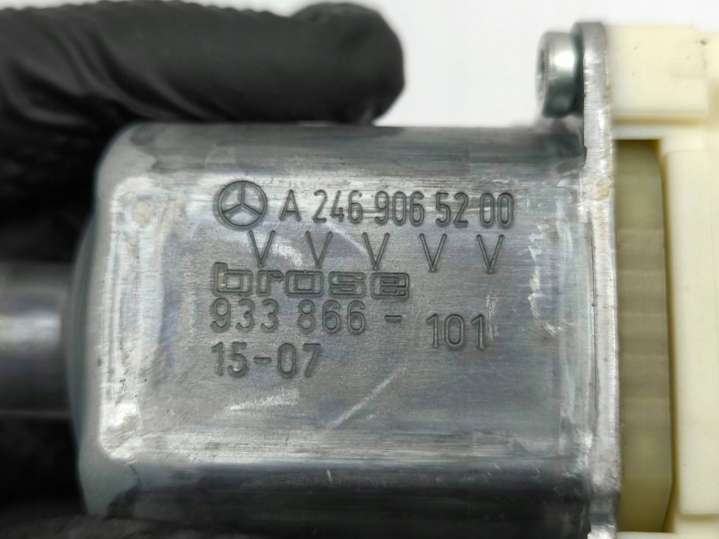 A 246 906 52 00
V V V V V
brose
933 866-101
15-07